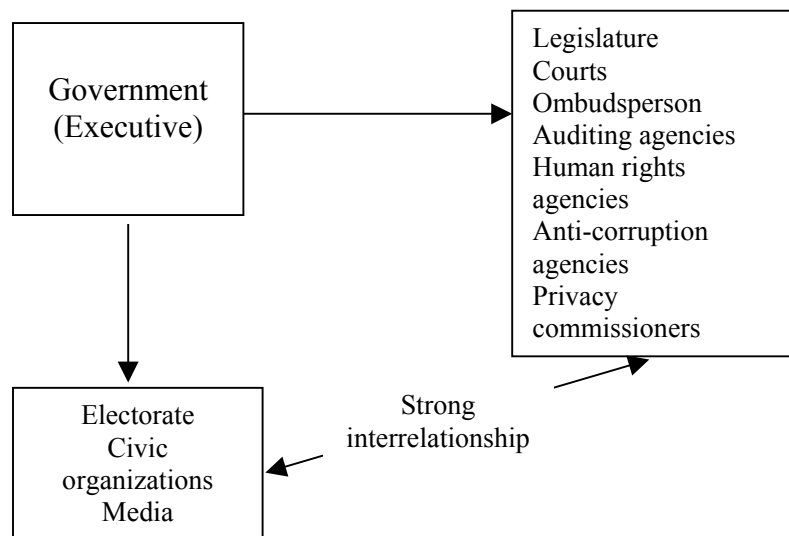 Government
(Executive)
Legislature
Courts
Ombudsperson
Auditing agencies
Human rights
agencies
Anti-corruption
agencies
Privacy
commissioners
Electorate
Civic
organizations
Media
Strong
interrelationship